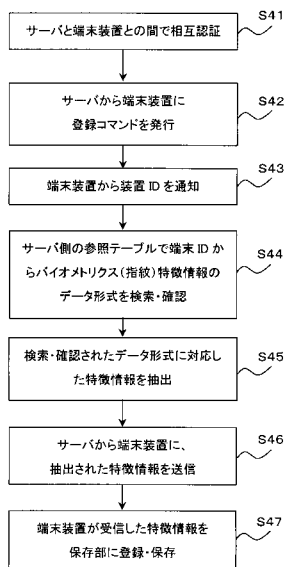 S41
サーバと端末装置との間で相互認証
S42
サーバから端末装置に
登録コマンドを発行
S43
端末装置から装置IDを通知
S44
サーバ側の参照テーブルで端末IDか
らバイオメトリクス(指紋)特徴情報の
データ形式を検索・確認
S45
検索・確認されたデータ形式に対応し
た特徴情報を抽出
S46
サーバから端末装置に、
抽出された特徴情報を送信
S47
端末装置が受信した特徴情報を
保存部に登録・保存